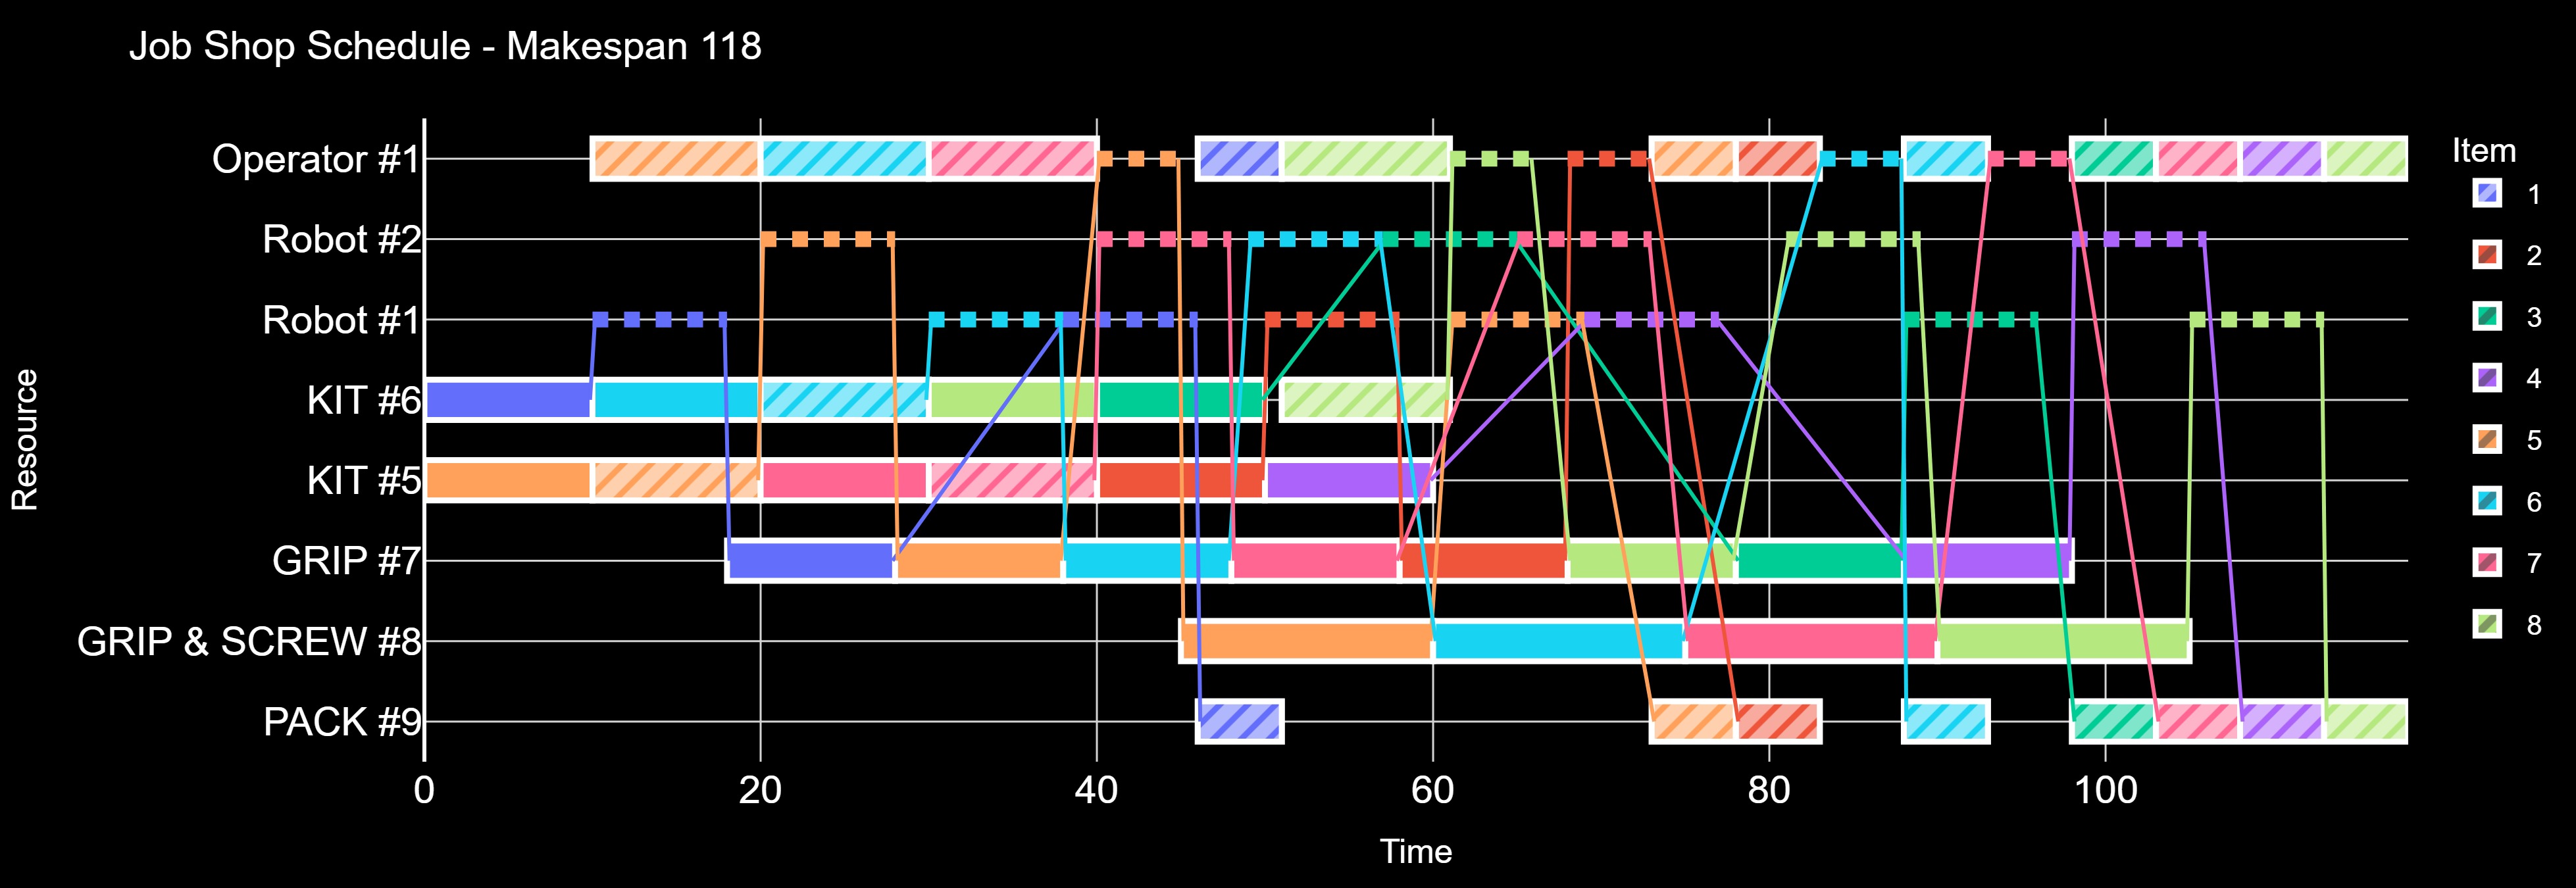 Job Shop Schedule - Makespan 118
Operator #1
Robot #2
Robot #1
KIT #6
KIT #5
GRIP #7
GRIP & SCREW #8
PACK #9
Resource
0 20 40 60 80 100
Time
Item
1
2
3
4
5
6
7
8